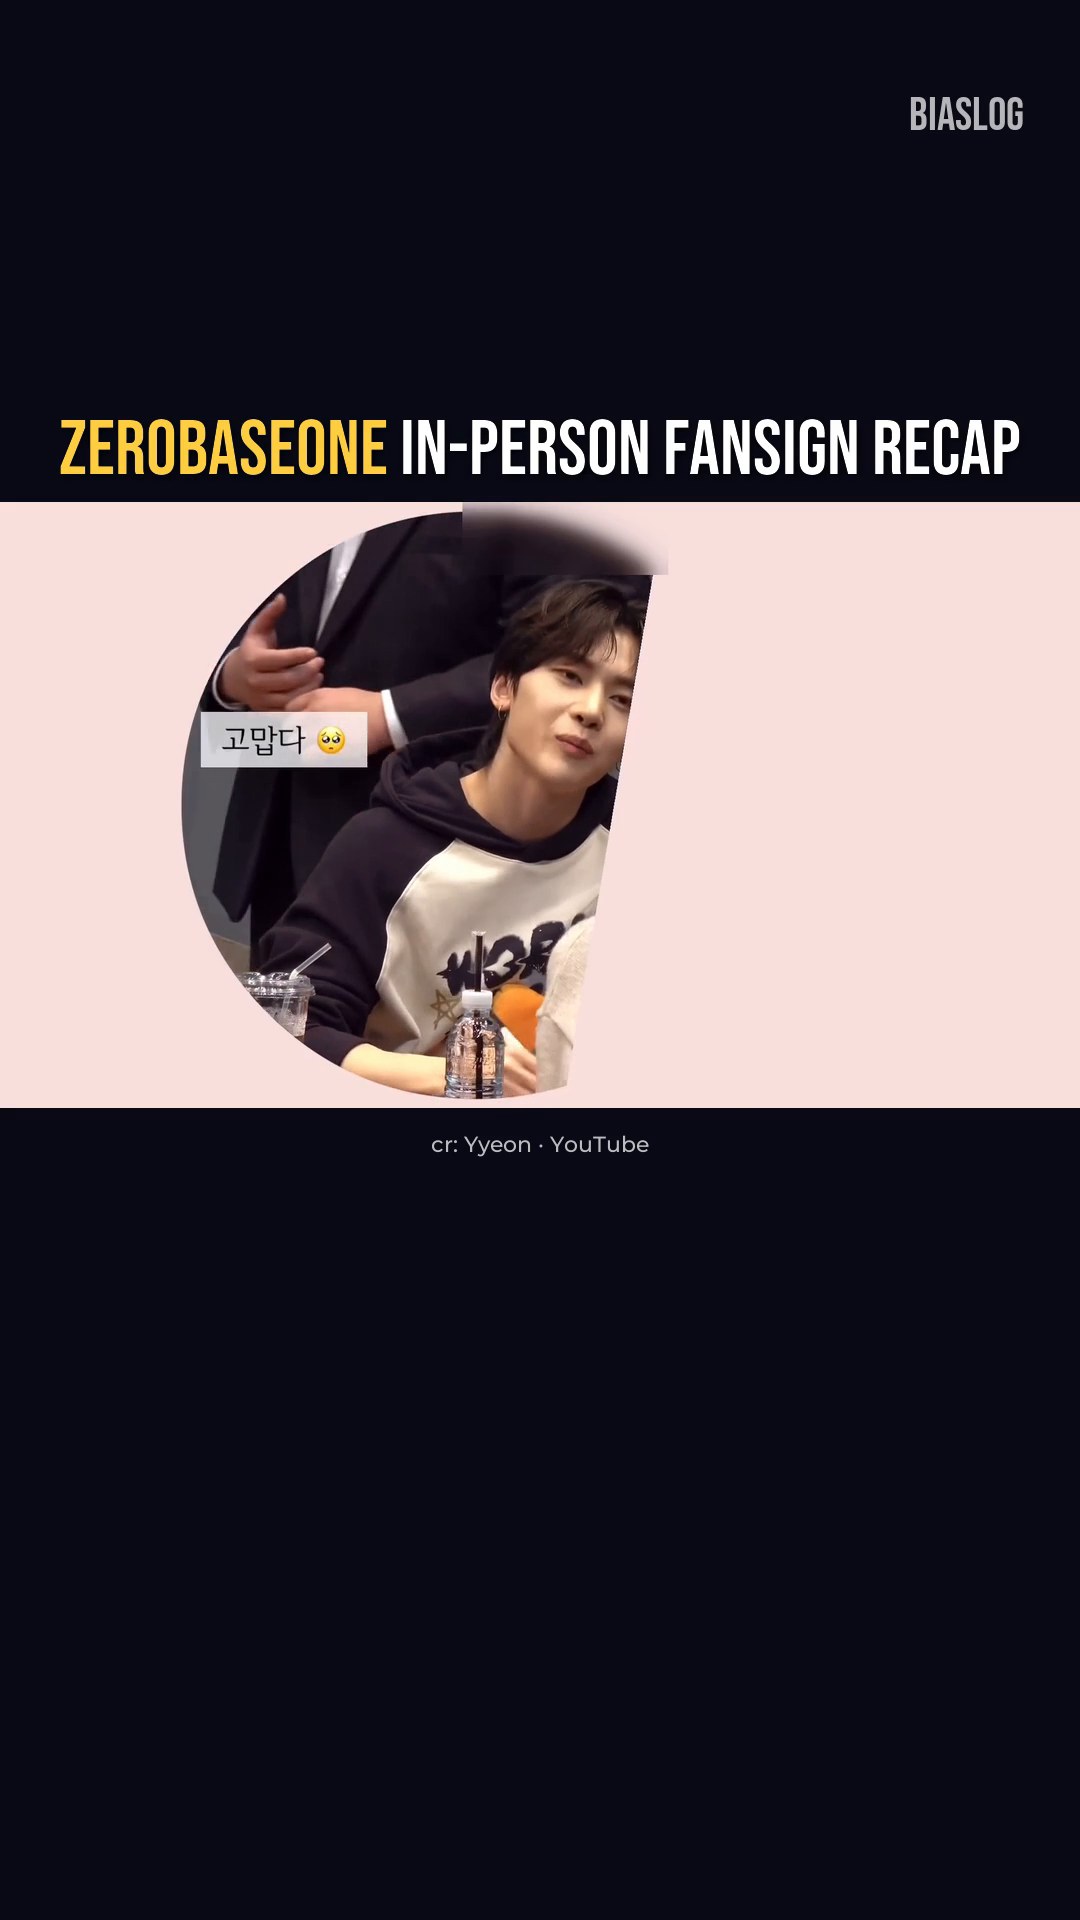 BIASLOG
ZEROBASEONE IN-PERSON FANSIGN RECAP
고맙다 🥺
cr: Yyeon · YouTube